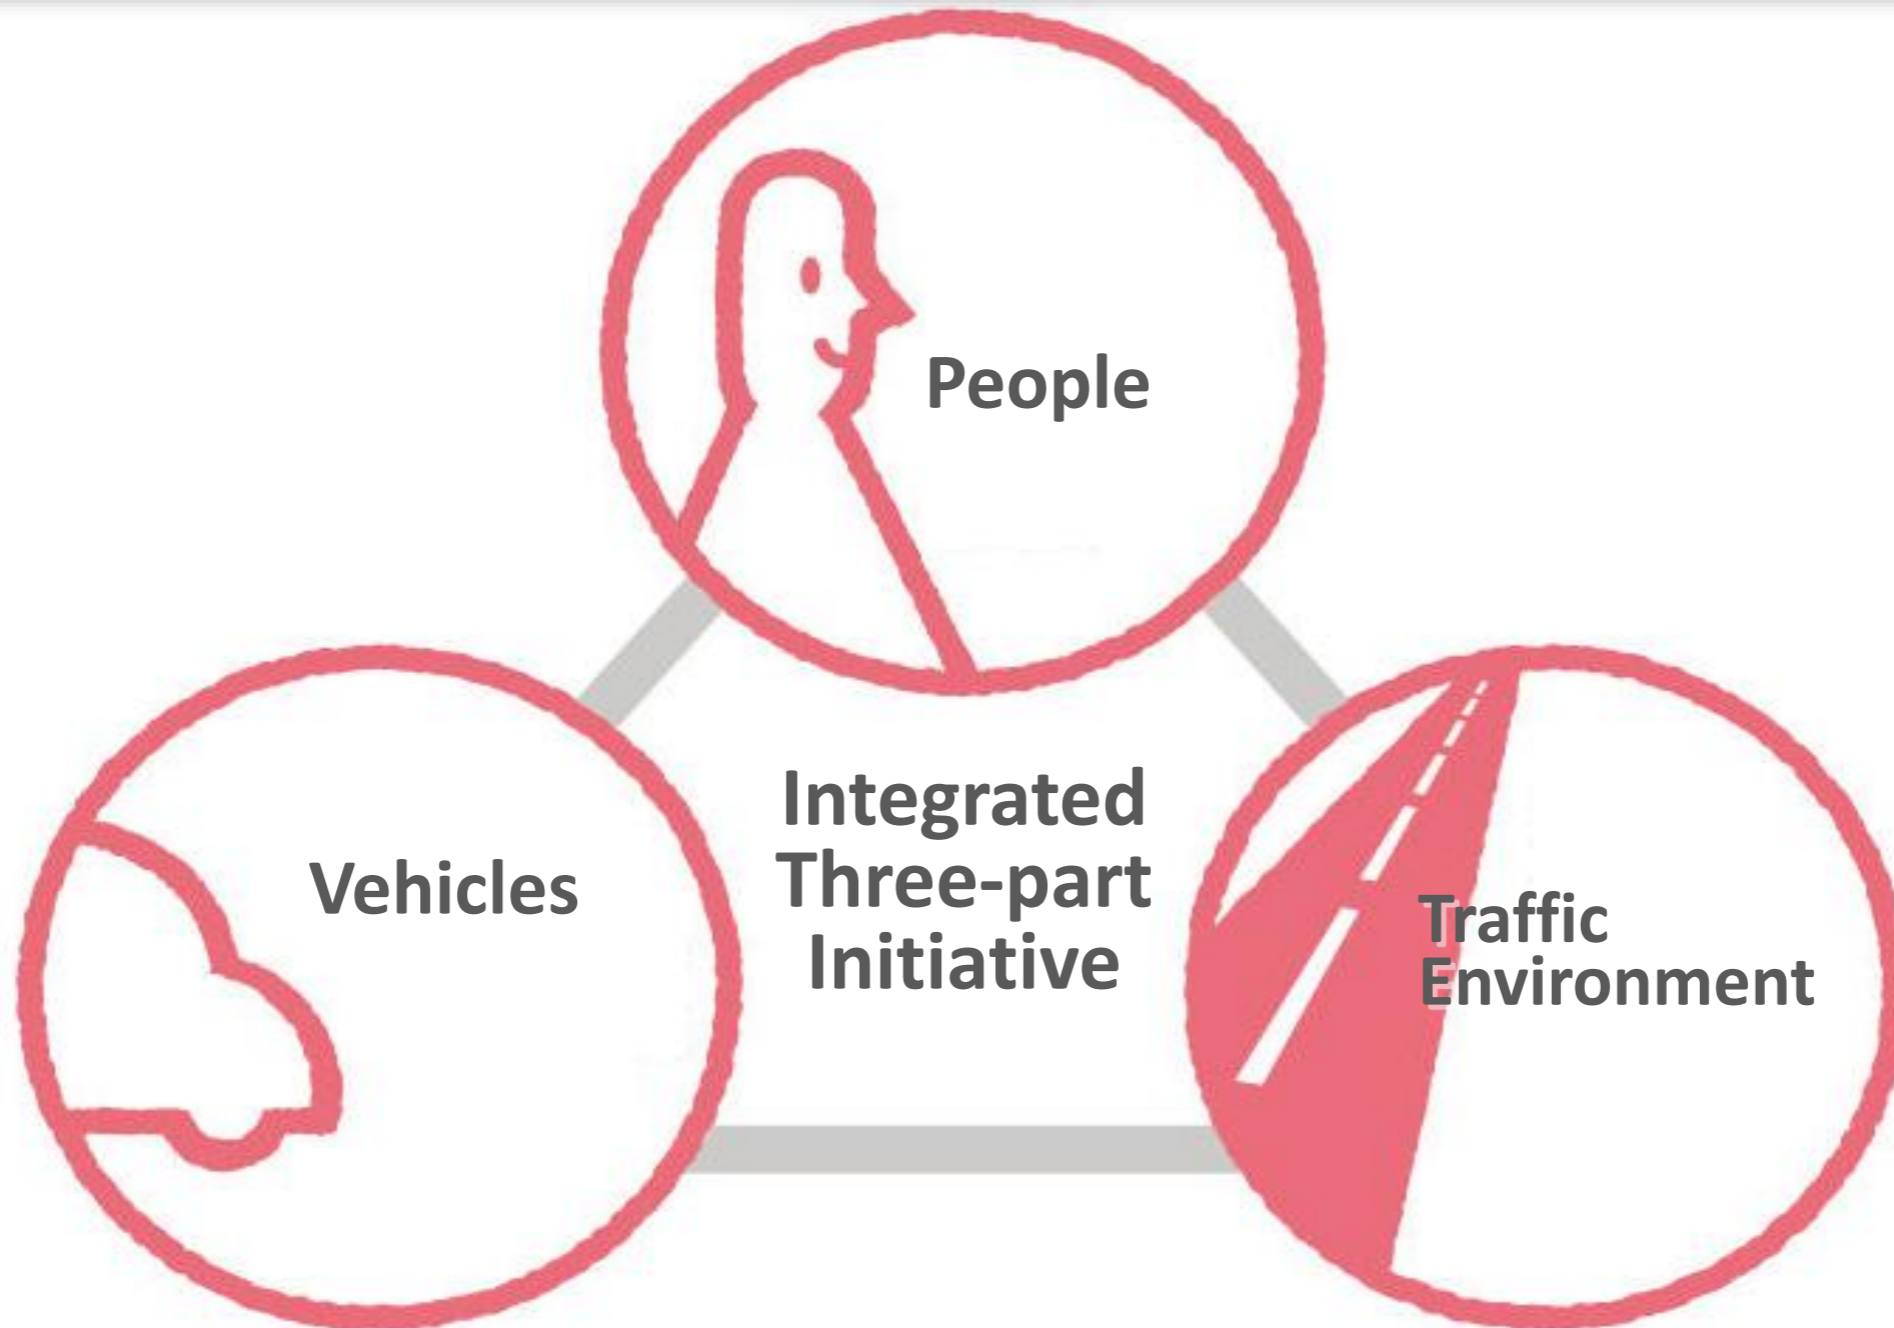 People
Vehicles
Integrated
Three-part
Initiative
Traffic
Environment